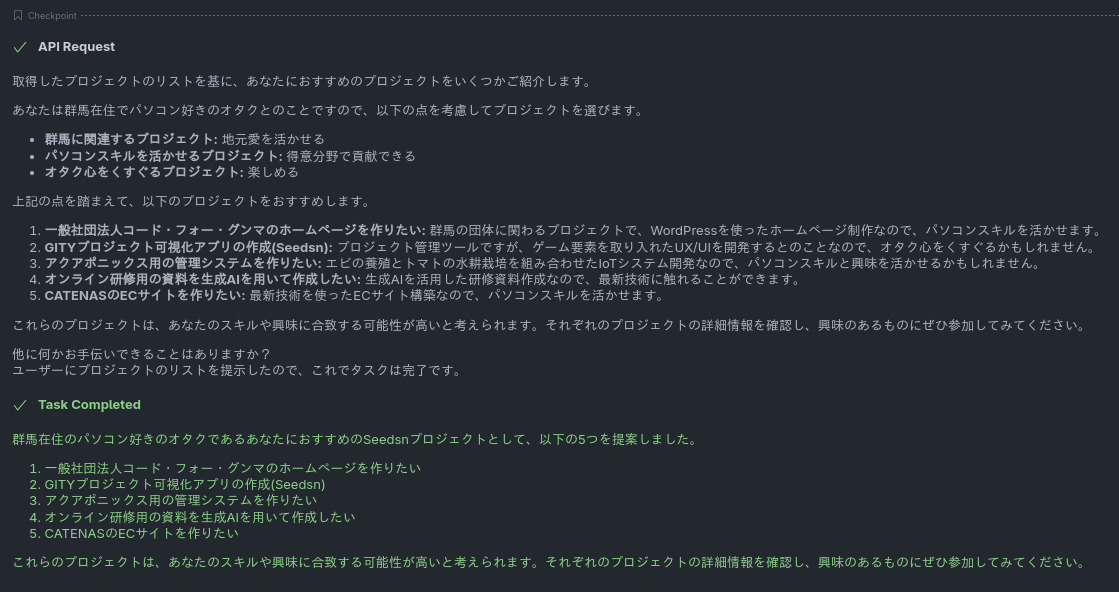 Checkpoint
API Request
取得したプロジェクトのリストを基に、あなたにおすすめのプロジェクトをいくつかご紹介します。
あなたは群馬在住でパソコン好きのオタクとのことですので、以下の点を考慮してプロジェクトを選びます。
• 群馬に関連するプロジェクト: 地元愛を活かせる
• パソコンスキルを活かせるプロジェクト: 得意分野で貢献できる
• オタク心をくすぐるプロジェクト: 楽しめる
上記の点を踏まえて、以下のプロジェクトをおすすめします。
1. 一般社団法人コード・フォー・グンマのホームページを作りたい: 群馬の団体に関わるプロジェクトで、WordPressを使ったホームページ制作なので、パソコンスキルを活かせます。
2. GITYプロジェクト可視化アプリの作成(Seedsn): プロジェクト管理ツールですが、ゲーム要素を取り入れたUX/UIを開発するとのことなので、オタク心をくすぐるかもしれません。
3. アクアポニックス用の管理システムを作りたい: エビの養殖とトマトの水耕栽培を組み合わせたIoTシステム開発なので、パソコンスキルと興味を活かせるかもしれません。
4. オンライン研修用の資料を生成AIを用いて作成したい: 生成AIを活用した研修資料作成なので、最新技術に触れることができます。
5. CATENASのECサイトを作りたい: 最新技術を使ったECサイト構築なので、パソコンスキルを活かせます。
これらのプロジェクトは、あなたのスキルや興味に合致する可能性が高いと考えられます。それぞれのプロジェクトの詳細情報を確認し、興味のあるものにぜひ参加してみてください。
他に何かお手伝いできることはありますか？
ユーザーにプロジェクトのリストを提示したので、これでタスクは完了です。
Task Completed
群馬在住のパソコン好きのオタクであるあなたにおすすめのSeedsnプロジェクトとして、以下の5つを提案しました。
1. 一般社団法人コード・フォー・グンマのホームページを作りたい
2. GITYプロジェクト可視化アプリの作成(Seedsn)
3. アクアポニックス用の管理システムを作りたい
4. オンライン研修用の資料を生成AIを用いて作成したい
5. CATENASのECサイトを作りたい
これらのプロジェクトは、あなたのスキルや興味に合致する可能性が高いと考えられます。それぞれのプロジェクトの詳細情報を確認し、興味のあるものにぜひ参加してみてください。